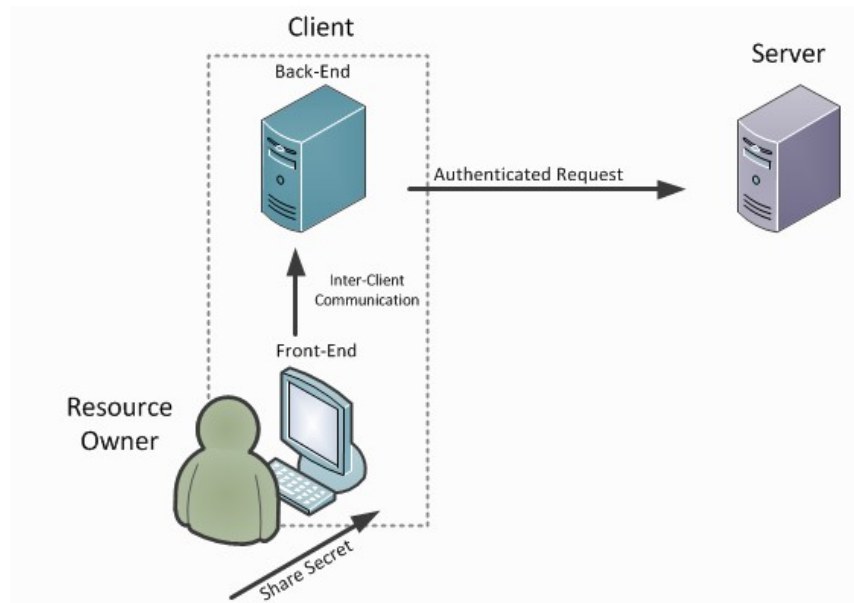 Client
Back-End
Server
Authenticated Request
Inter-Client
Communication
Front-End
Resource
Owner
Share Secret